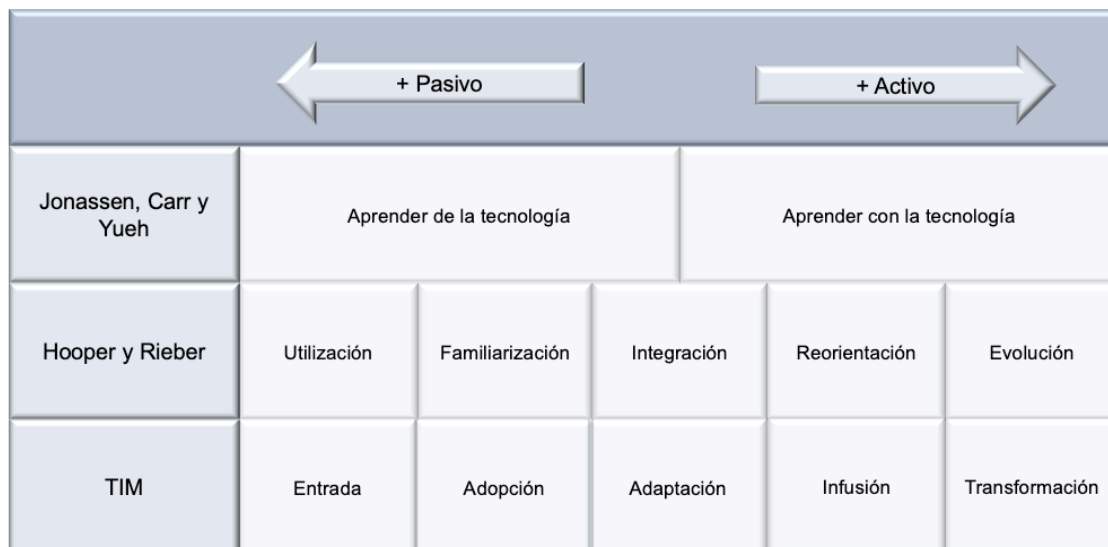 + Pasivo
+ Activo
Jonassen, Carr y
Yueh
Aprender de la tecnología
Aprender con la tecnología
Hooper y Rieber
Utilización
Familiarización
Integración
Reorientación
Evolución
TIM
Entrada
Adopción
Adaptación
Infusión
Transformación